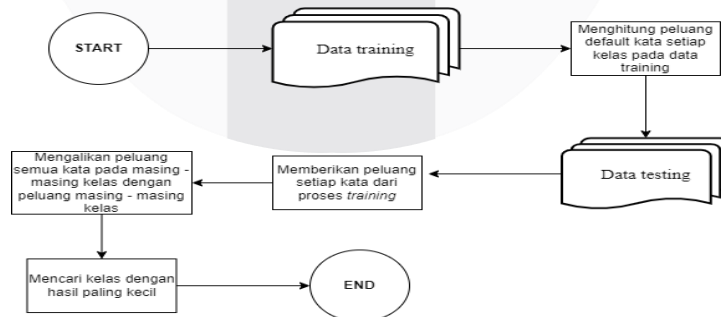 START
Data training
Menghitung peluang
default kata setiap
kelas pada data
training
Data testing
Memberikan peluang
setiap kata dari
proses training
Mengalikan peluang
semua kata pada masing -
masing kelas dengan
peluang masing - masing
kelas
Mencari kelas dengan
hasil paling kecil
END